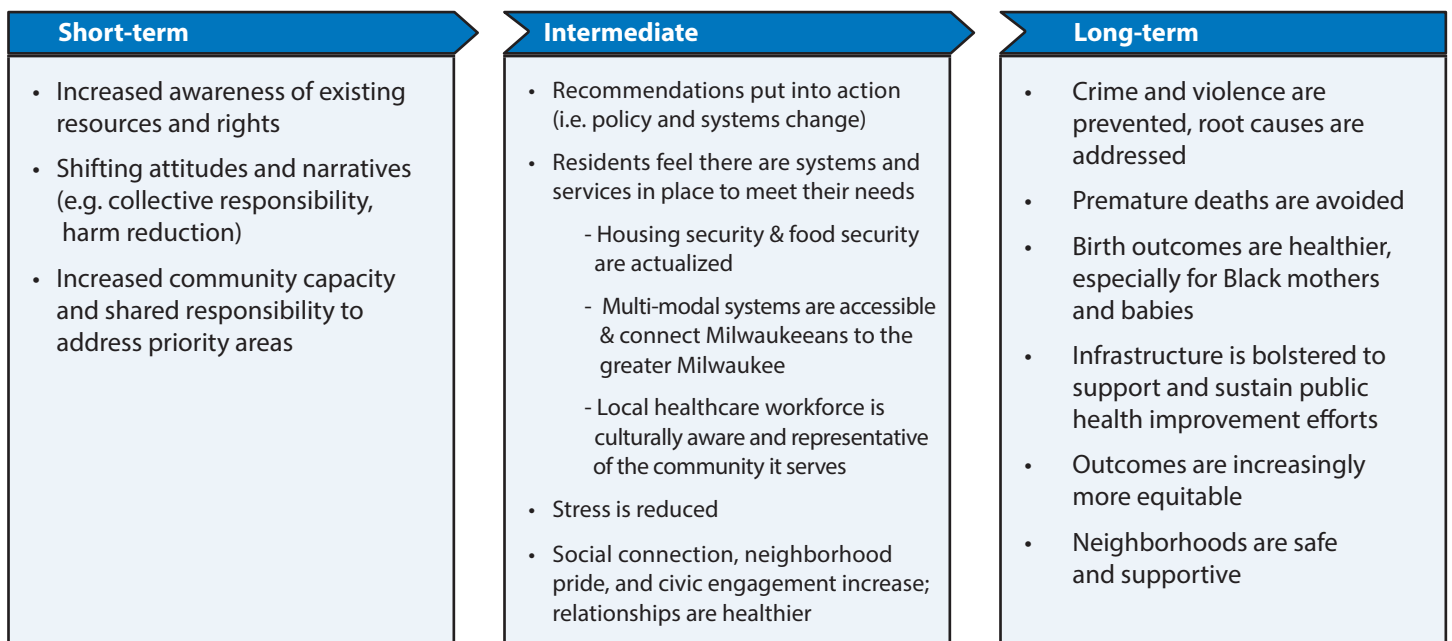 Short-term
• Increased awareness of existing
resources and rights
• Shifting attitudes and narratives
(e.g. collective responsibility,
harm reduction)
• Increased community capacity
and shared responsibility to
address priority areas
Intermediate
• Recommendations put into action
(i.e. policy and systems change)
• Residents feel there are systems and
services in place to meet their needs
- Housing security & food security
are actualized
- Multi-modal systems are accessible
& connect Milwaukeeans to the
greater Milwaukee
- Local healthcare workforce is
culturally aware and representative
of the community it serves
• Stress is reduced
• Social connection, neighborhood
pride, and civic engagement increase;
relationships are healthier
Long-term
• Crime and violence are
prevented, root causes are
addressed
• Premature deaths are avoided
• Birth outcomes are healthier,
especially for Black mothers
and babies
• Infrastructure is bolstered to
support and sustain public
health improvement efforts
• Outcomes are increasingly
more equitable
• Neighborhoods are safe
and supportive